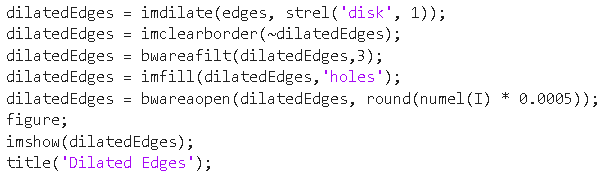 dilatedEdges = imdilate(edges, strel('disk', 1));
dilatedEdges = imclearborder(~dilatedEdges);
dilatedEdges = bwareafilt(dilatedEdges,3);
dilatedEdges = imfill(dilatedEdges,'holes');
dilatedEdges = bwareaopen(dilatedEdges, round(numel(I) * 0.0005));
figure;
imshow(dilatedEdges);
title('Dilated Edges');